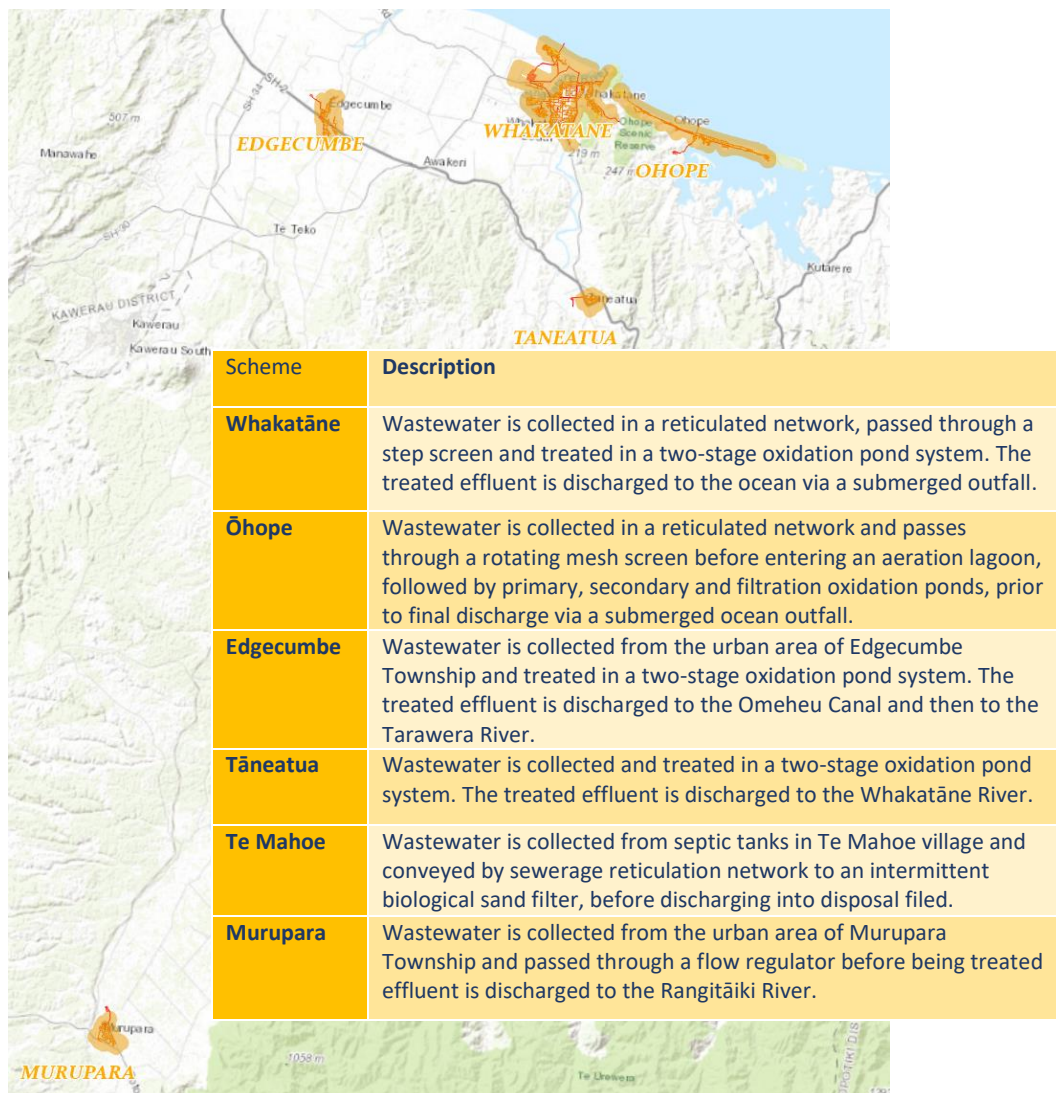 507 m
Manawahe
SH-34
SH-2
Edgecumbe
EDGECUMBE
Awakeri
Te Teko
SH-30
Whakatane
WHAKATANE
219 m
Ohope
Scenic
Reserve
247 m
Ohope
OHOPE
Kutarere
Taneatua
TANEATUA
KAWERAU DISTRICT
Kawerau
Kawerau South
Scheme Description
Whakatāne Wastewater is collected in a reticulated network, passed through a
step screen and treated in a two-stage oxidation pond system. The
treated effluent is discharged to the ocean via a submerged outfall.
Ōhope Wastewater is collected in a reticulated network and passes
through a rotating mesh screen before entering an aeration lagoon,
followed by primary, secondary and filtration oxidation ponds, prior
to final discharge via a submerged ocean outfall.
Edgecumbe Wastewater is collected from the urban area of Edgecumbe
Township and treated in a two-stage oxidation pond system. The
treated effluent is discharged to the Omeheu Canal and then to the
Tarawera River.
Tāneatua Wastewater is collected and treated in a two-stage oxidation pond
system. The treated effluent is discharged to the Whakatāne River.
Te Mahoe Wastewater is collected from septic tanks in Te Mahoe village and
conveyed by sewerage reticulation network to an intermittent
biological sand filter, before discharging into disposal filed.
Murupara Wastewater is collected from the urban area of Murupara
Township and passed through a flow regulator before being treated
effluent is discharged to the Rangitāiki River.
Murupara
MURUPARA
1058 m
Te Urewera